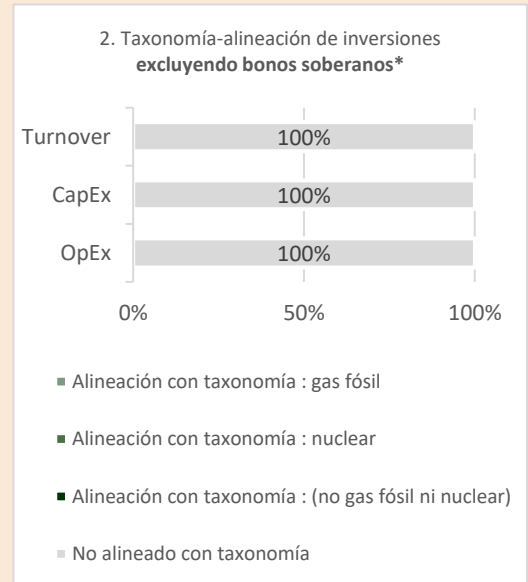 2. Taxonomía-alineación de inversiones
excluyendo bonos soberanos*
Turnover 100%
CapEx 100%
OpEx 100%
0% 50% 100%
Alineación con taxonomía : gas fósil
Alineación con taxonomía : nuclear
Alineación con taxonomía : (no gas fósil ni nuclear)
No alineado con taxonomía